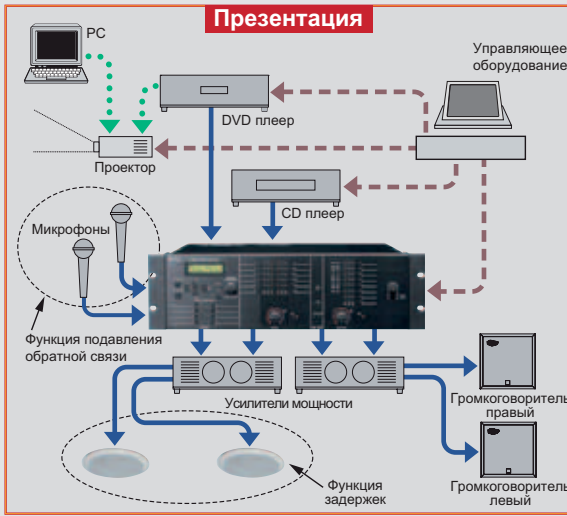 Презентация
PC
Управляющее
оборудование
DVD плеер
Проектор
CD плеер
Микрофоны
Функция подавления
обратной связи
Усилители мощности
Громкоговоритель
правый
Функция
задержек
Громкоговоритель
левый